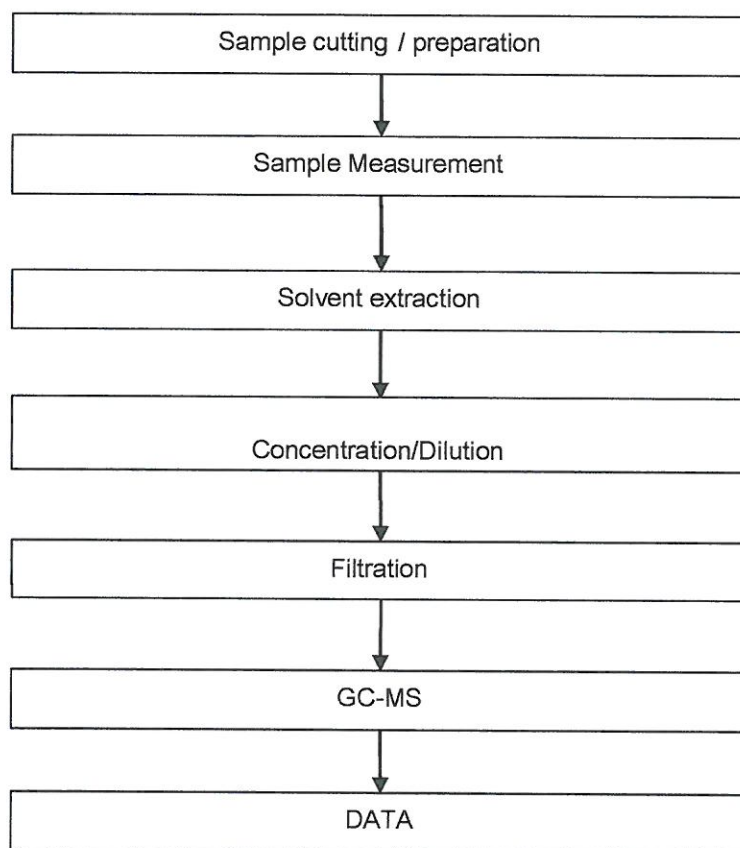 Sample cutting / preparation
Sample Measurement
Solvent extraction
Concentration/Dilution
Filtration
GC-MS
DATA